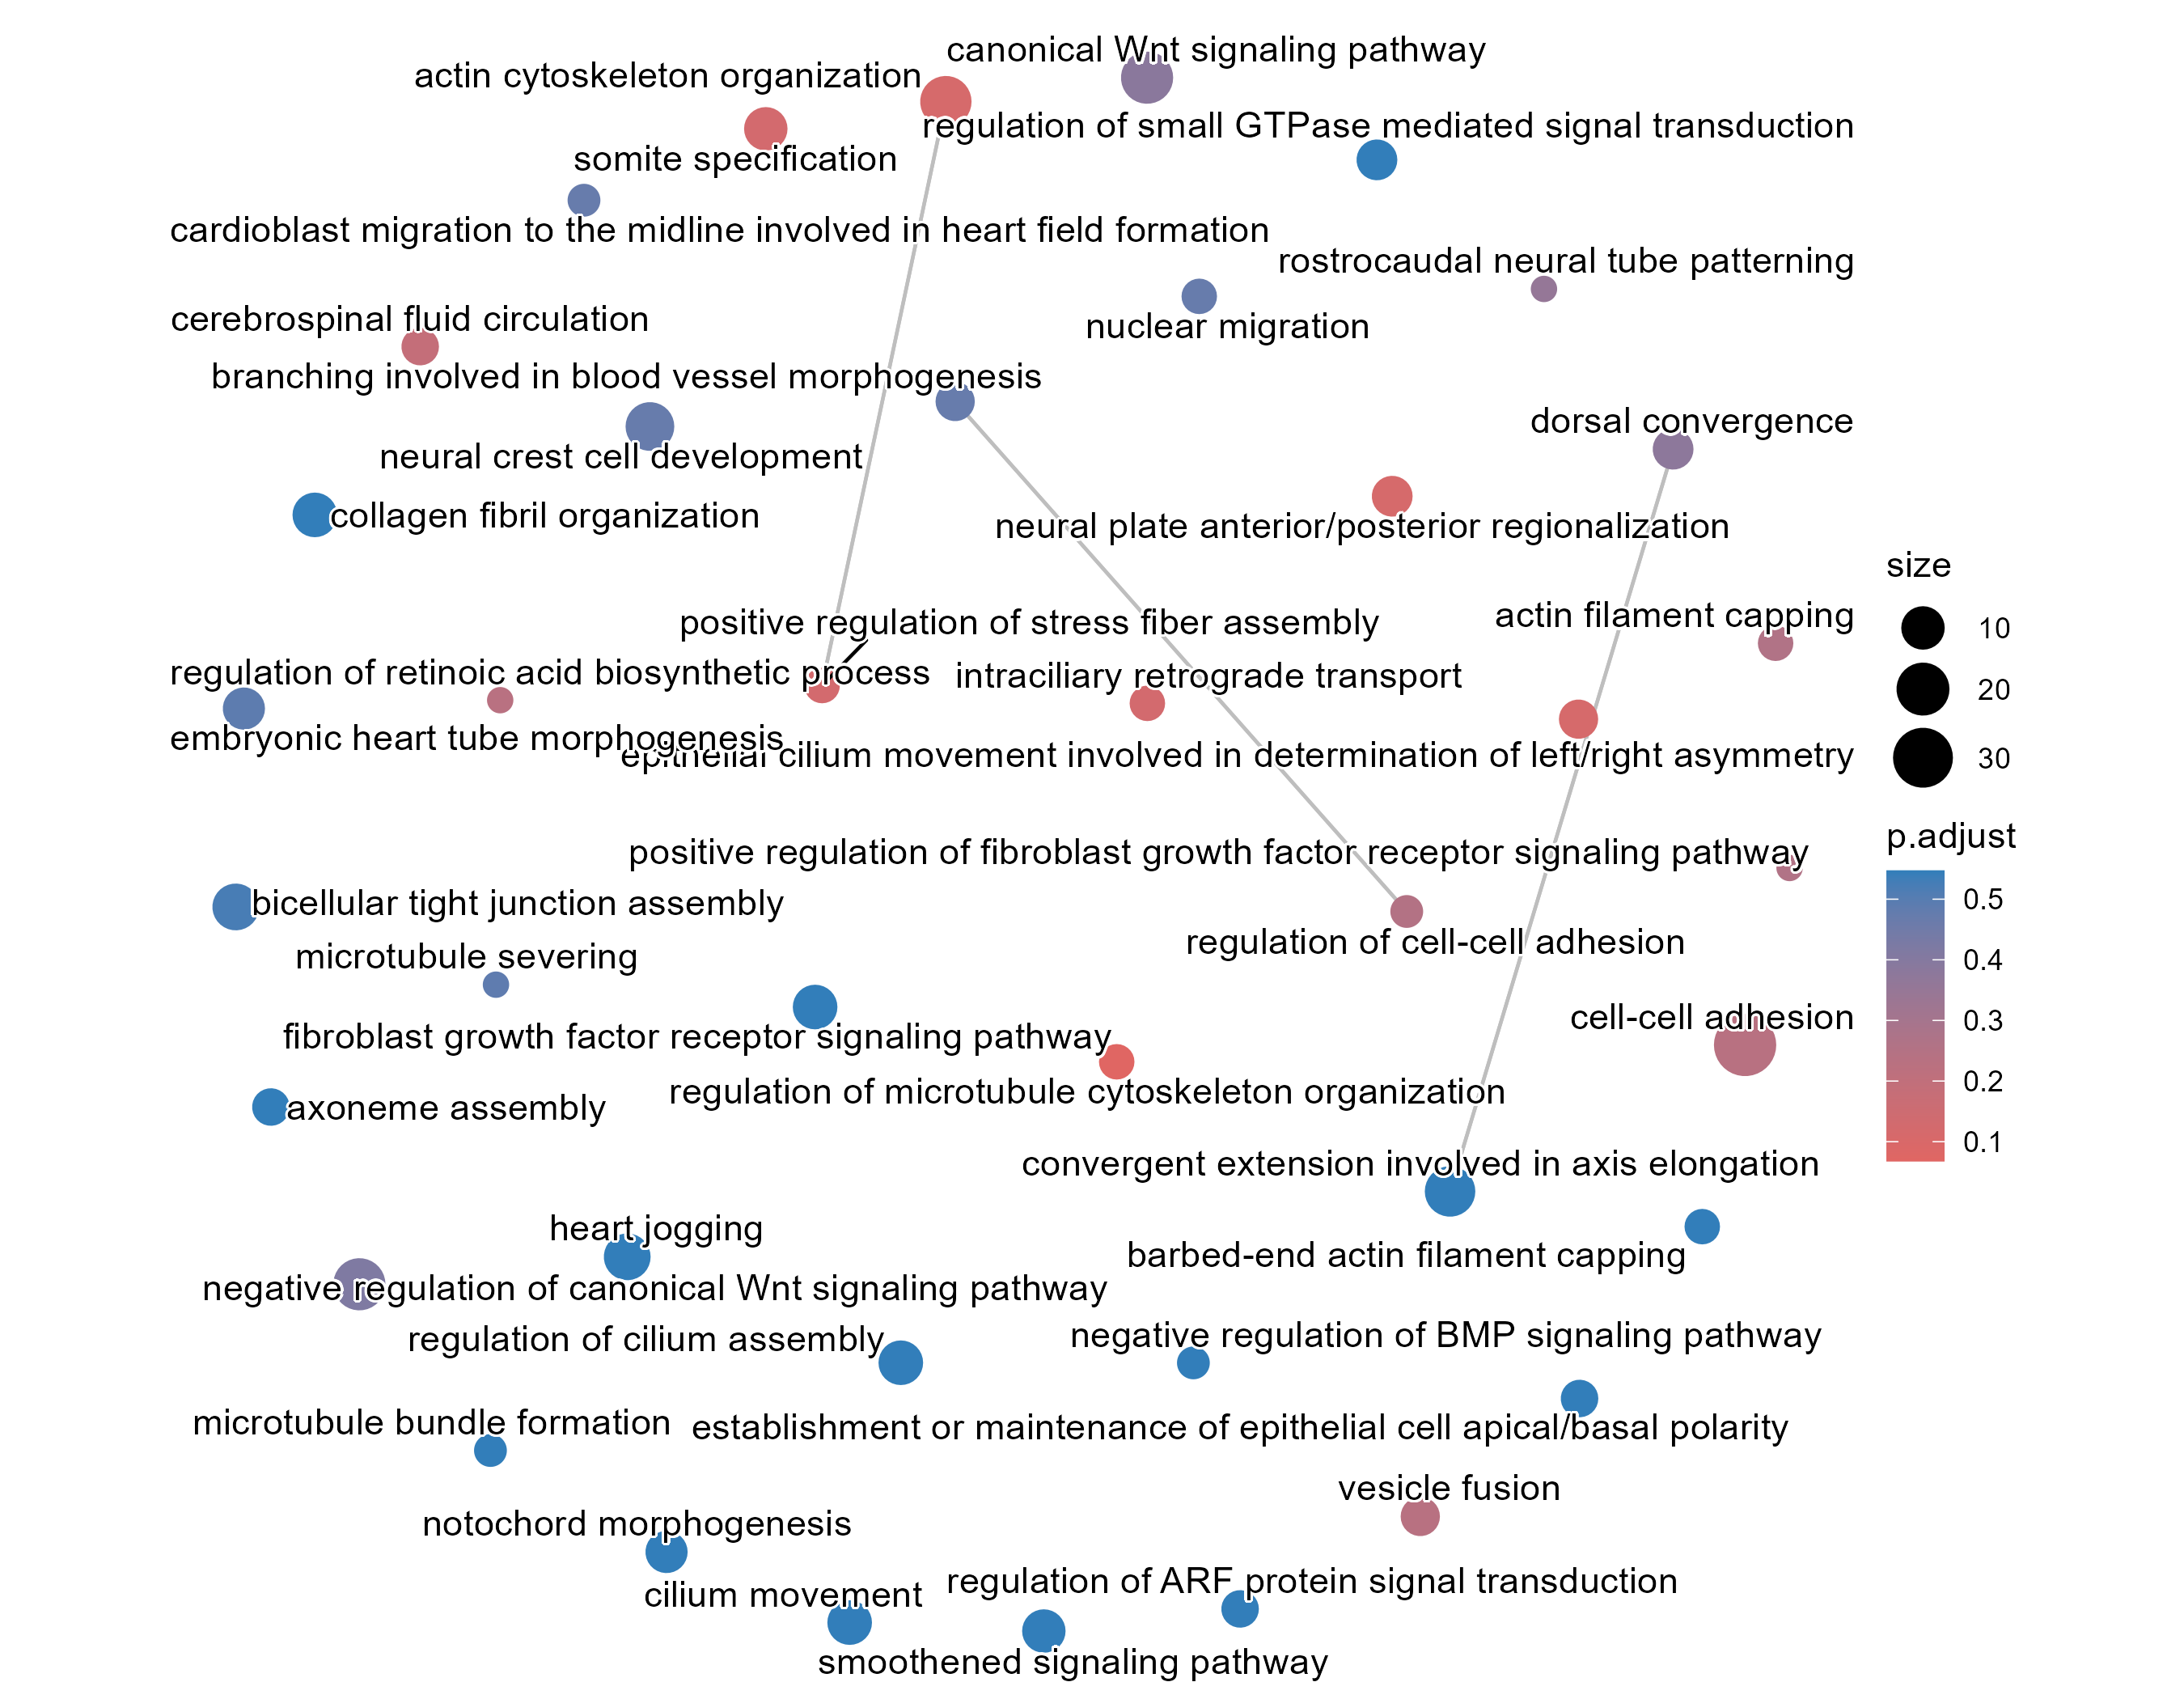 canonical Wnt signaling pathway
actin cytoskeleton organization
regulation of small GTPase mediated signal transduction
somite specification
cardioblast migration to the midline involved in heart field formation
rostrocaudal neural tube patterning
cerebrospinal fluid circulation
nuclear migration
branching involved in blood vessel morphogenesis
dorsal convergence
neural crest cell development
collagen fibril organization
neural plate anterior/posterior regionalization
size
10
20
30
positive regulation of stress fiber assembly
actin filament capping
regulation of retinoic acid biosynthetic process
intraciliary retrograde transport
embryonic heart tube morphogenesis
epithelial cilium movement involved in determination of left/right asymmetry
p.adjust
0.5
0.4
0.3
0.2
0.1
positive regulation of fibroblast growth factor receptor signaling pathway
bicellular tight junction assembly
regulation of cell-cell adhesion
microtubule severing
cell-cell adhesion
fibroblast growth factor receptor signaling pathway
regulation of microtubule cytoskeleton organization
axoneme assembly
convergent extension involved in axis elongation
heart jogging
barbed-end actin filament capping
negative regulation of canonical Wnt signaling pathway
regulation of cilium assembly
negative regulation of BMP signaling pathway
microtubule bundle formation
establishment or maintenance of epithelial cell apical/basal polarity
vesicle fusion
notochord morphogenesis
regulation of ARF protein signal transduction
cilium movement
smoothened signaling pathway